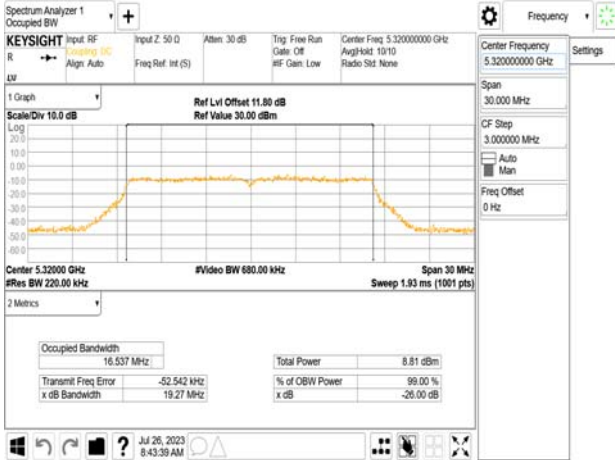 Spectrum Analyzer 1
Occupied BW
+
Frequency
KEYSIGHT
R
LXI
Input: RF
Coupling: DC
Align: Auto
Input Z: 50 Ω
Freq Ref: Int (S)
Atten: 30 dB
Trig: Free Run
Gate: Off
#IF Gain: Low
Center Freq: 5.320000000 GHz
Avg|Hold: 10/10
Radio Std: None
Center Frequency
5.320000000 GHz
Settings
Span
30.000 MHz
CF Step
3.000000 MHz
Auto
Man
Freq Offset
0 Hz
1 Graph
Scale/Div 10.0 dB
Ref Lvl Offset 11.80 dB
Ref Value 30.00 dBm
Log
20.0
10.0
0.00
-10.0
-20.0
-30.0
-40.0
-50.0
-60.0
Center 5.32000 GHz
#Res BW 220.00 kHz
#Video BW 680.00 kHz
Span 30 MHz
Sweep 1.93 ms (1001 pts)
2 Metrics
Occupied Bandwidth
16.537 MHz
Total Power 8.81 dBm
Transmit Freq Error -52.542 kHz
% of OBW Power 99.00 %
x dB Bandwidth 19.27 MHz
x dB -26.00 dB
?
Jul 26, 2023
8:43:39 AM